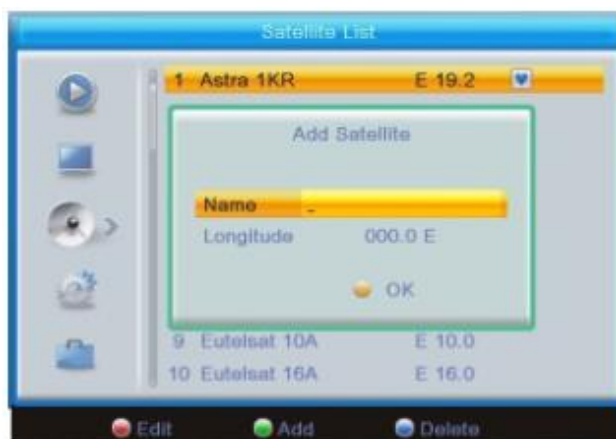 Satellite List
1 Astra 1KR E 19.2
Add Satellite
Name _
Longitude 000.0 E
OK
9 Eutelsat 10A E 10.0
10 Eutelsat 16A E 16.0
Edit Add Delete